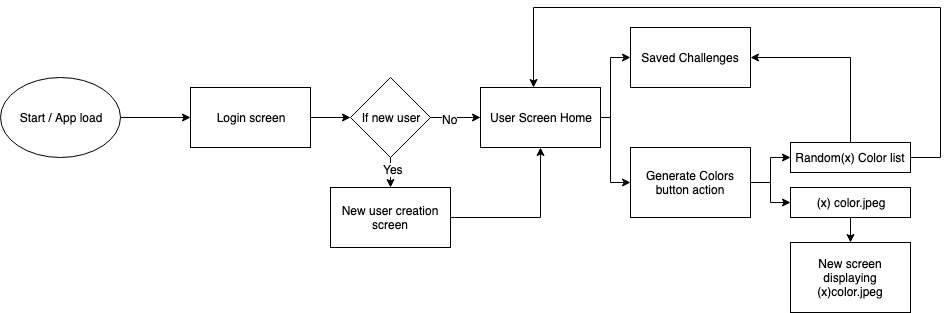 Start / App load
Login screen
If new user
No
Yes
New user creation
screen
User Screen Home
Saved Challenges
Generate Colors
button action
Random(x) Color list
(x) color.jpeg
New screen
displaying
(x)color.jpeg